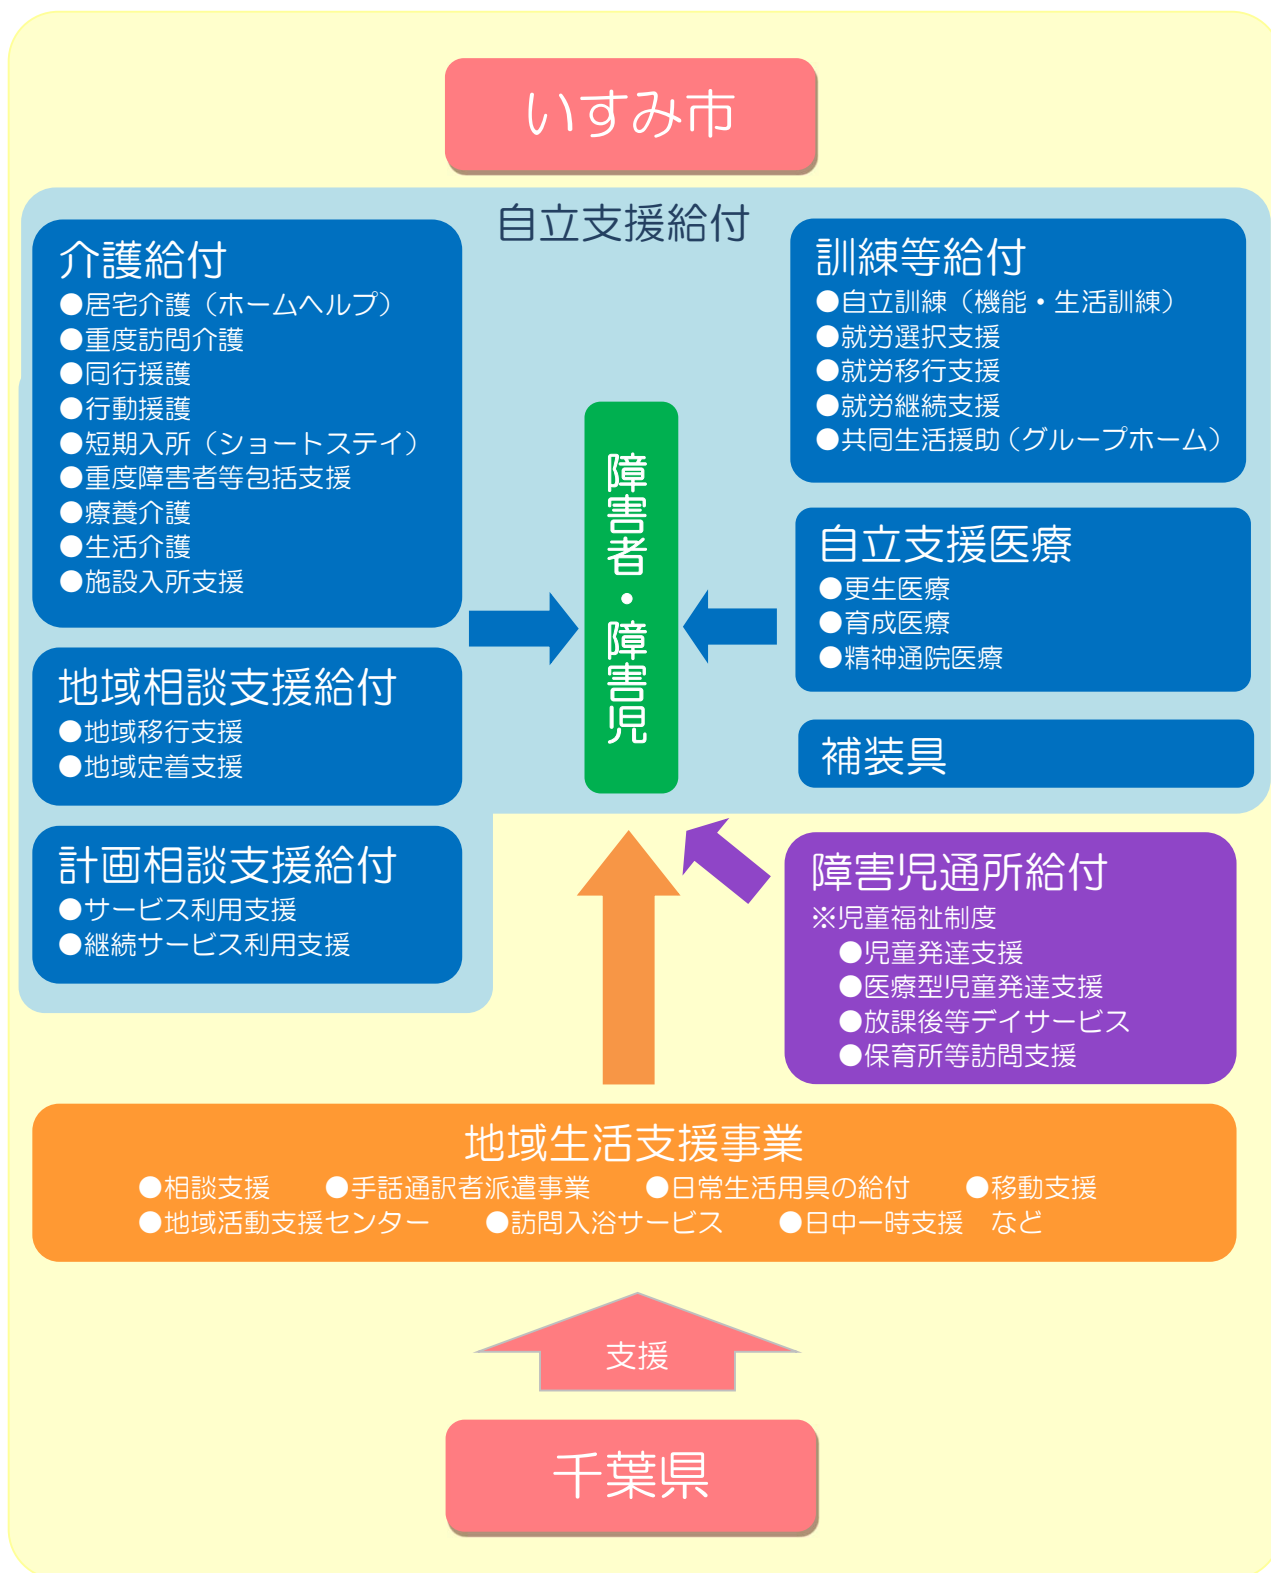 いすみ市
自立支援給付
介護給付
●居宅介護（ホームヘルプ）
●重度訪問介護
●同行援護
●行動援護
●短期入所（ショートステイ）
●重度障害者等包括支援
●療養介護
●生活介護
●施設入所支援
地域相談支援給付
●地域移行支援
●地域定着支援
計画相談支援給付
●サービス利用支援
●継続サービス利用支援
障害者・障害児
訓練等給付
●自立訓練（機能・生活訓練）
●就労選択支援
●就労移行支援
●就労継続支援
●共同生活援助（グループホーム）
自立支援医療
●更生医療
●育成医療
●精神通院医療
補装具
障害児通所給付
※児童福祉制度
●児童発達支援
●医療型児童発達支援
●放課後等デイサービス
●保育所等訪問支援
地域生活支援事業
●相談支援　●手話通訳者派遣事業　●日常生活用具の給付　●移動支援
●地域活動支援センター　●訪問入浴サービス　●日中一時支援　など
支援
千葉県